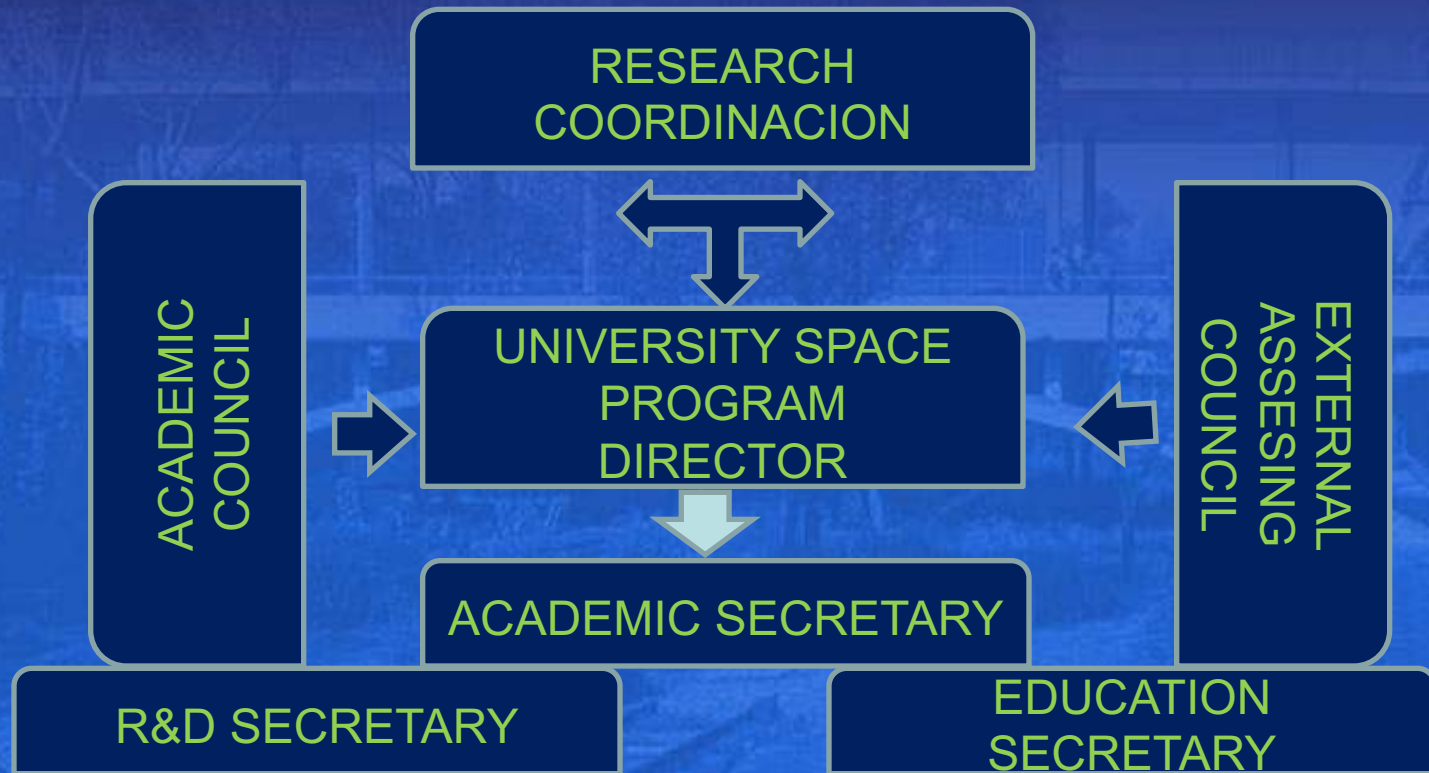 RESEARCH
COORDINACION
ACADEMIC
COUNCIL
UNIVERSITY SPACE
PROGRAM
DIRECTOR
EXTERNAL
ASSESING
COUNCIL
ACADEMIC SECRETARY
R&D SECRETARY
EDUCATION
SECRETARY